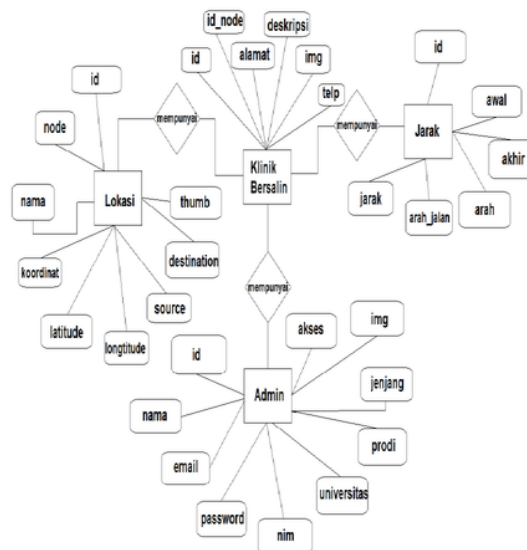 id_node
deskripsi
id
alamat
img
telp
id
mempunyai
mempunyai
node
awal
Klinik
Bersalin
Jarak
akhir
nama
Lokasi
thumb
jarak
arah_jalan
arah
koordinat
destination
source
latitude
longtitude
mempunyai
id
akses
img
Admin
jenjang
nama
prodi
email
universitas
password
nim
id